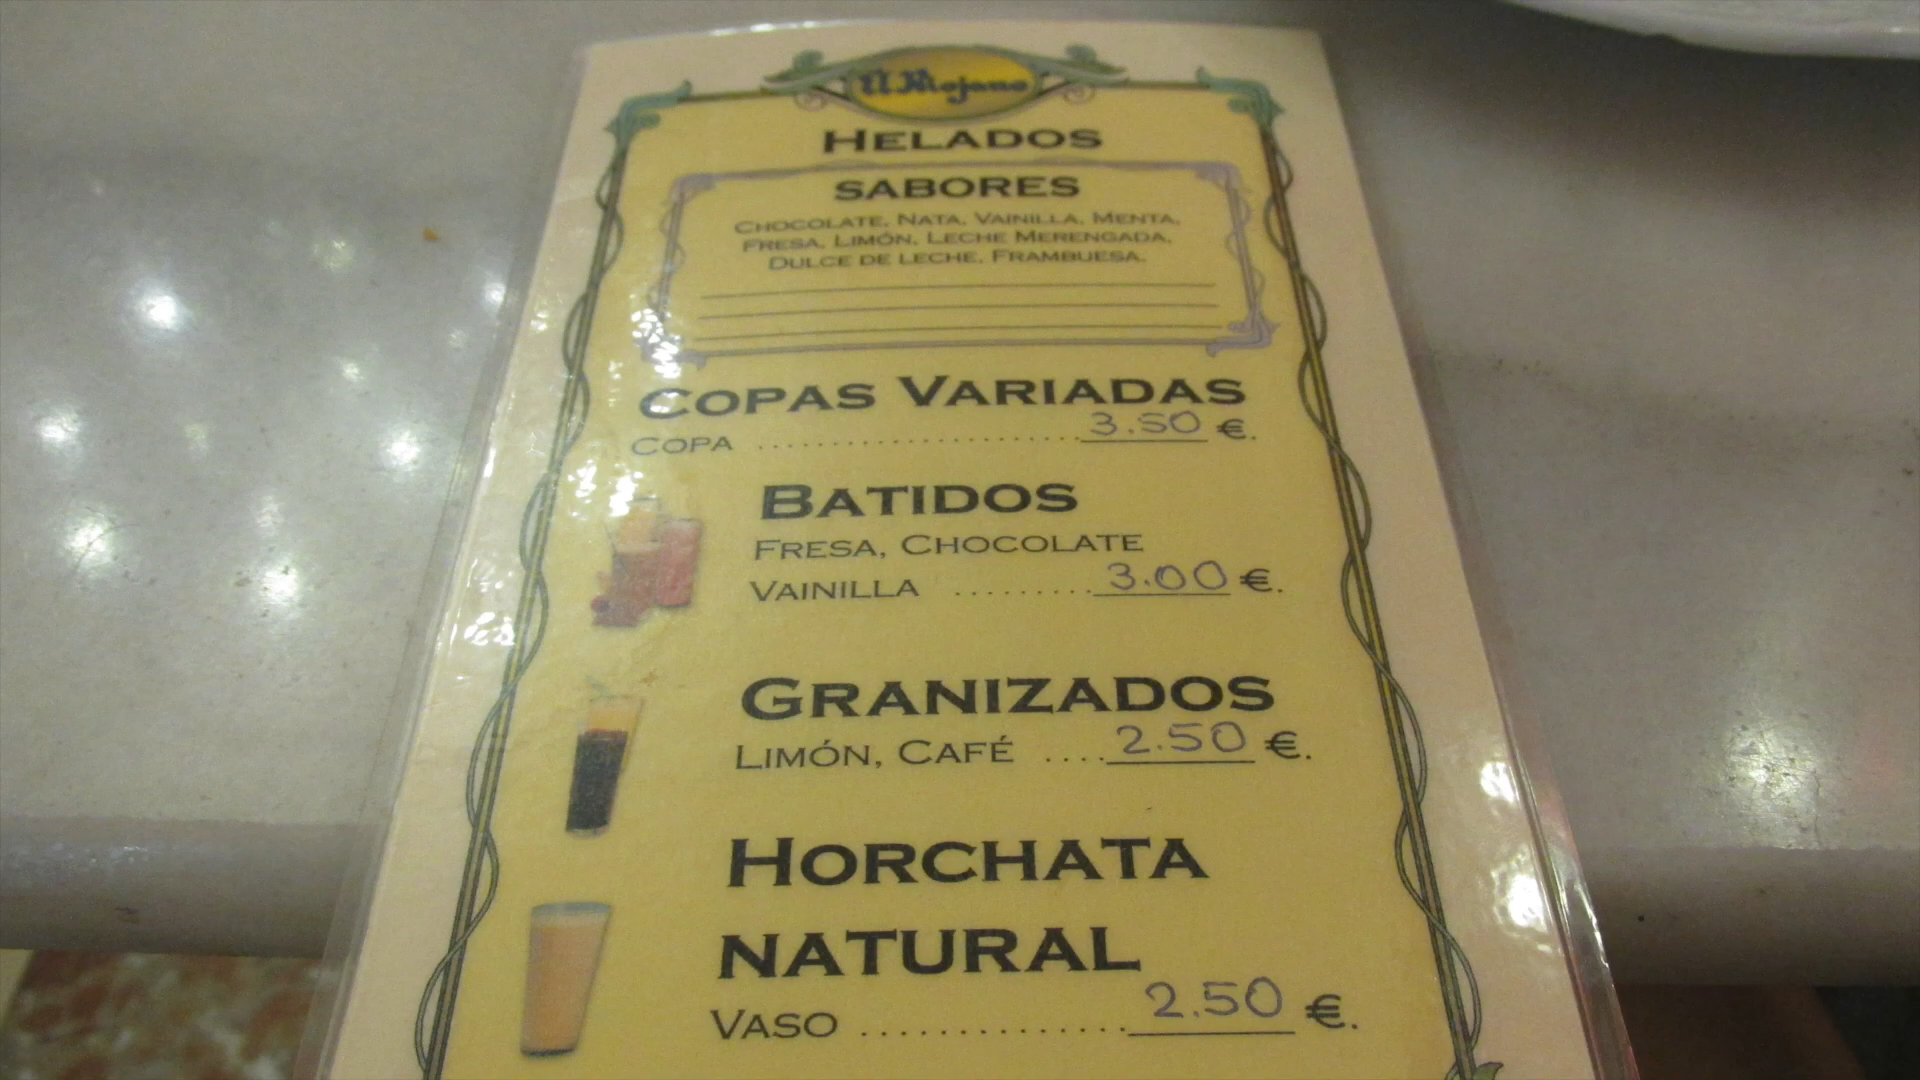 El Riojano
HELADOS
SABORES
CHOCOLATE, NATA, VAINILLA, MENTA,
FRESA, LIMÓN, LECHE MERENGADA,
DULCE DE LECHE, FRAMBUESA.
COPAS VARIADAS
COPA ........................ 3.50 €.
BATIDOS
FRESA, CHOCOLATE
VAINILLA ......... 3.00 €.
GRANIZADOS
LIMÓN, CAFÉ .... 2.50 €.
HORCHATA
NATURAL
VASO .............. 2.50 €.